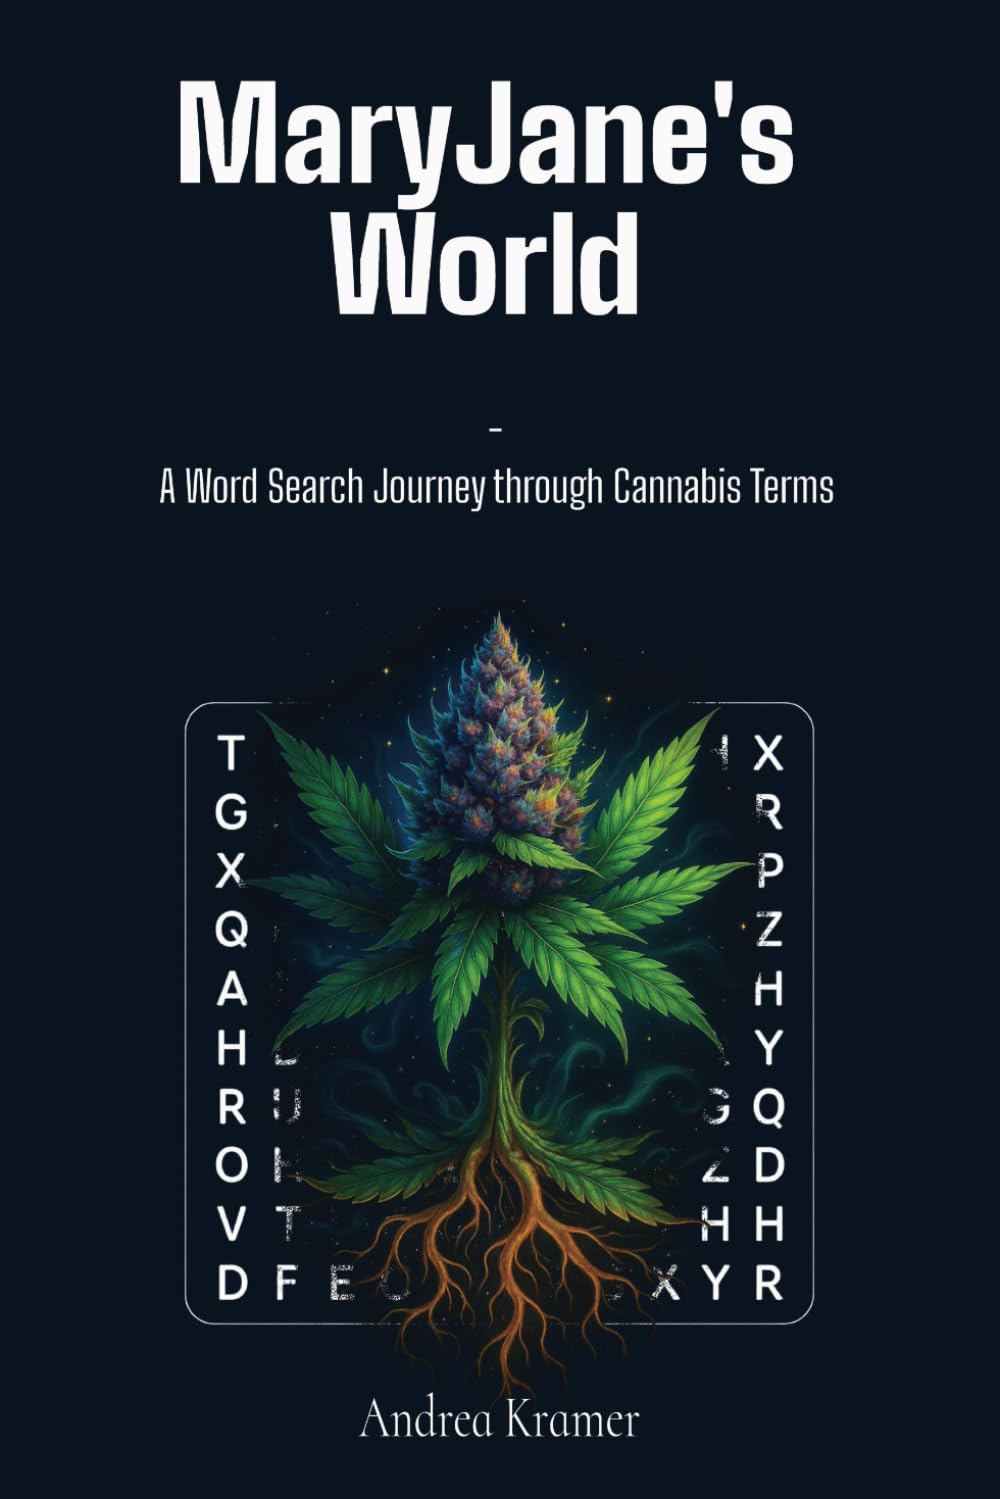 MaryJane's
World
-
A Word Search Journey through Cannabis Terms
T X
G R
X P
Q Z
A H
H Y
R U G Q
O Z D
V T H H
D F E X Y R
Andrea Kramer